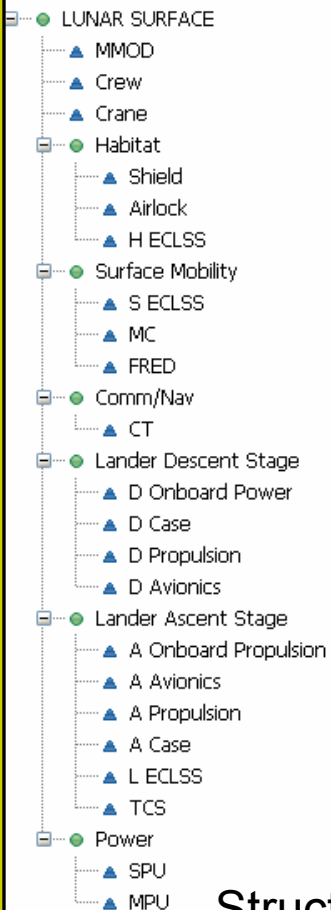 LUNAR SURFACE
MMOD
Crew
Crane
Habitat
Shield
Airlock
H ECLSS
Surface Mobility
S ECLSS
MC
FRED
Comm/Nav
CT
Lander Descent Stage
D Onboard Power
D Case
D Propulsion
D Avionics
Lander Ascent Stage
A Onboard Propulsion
A Avionics
A Propulsion
A Case
L ECLSS
TCS
Power
SPU
MPU Struct